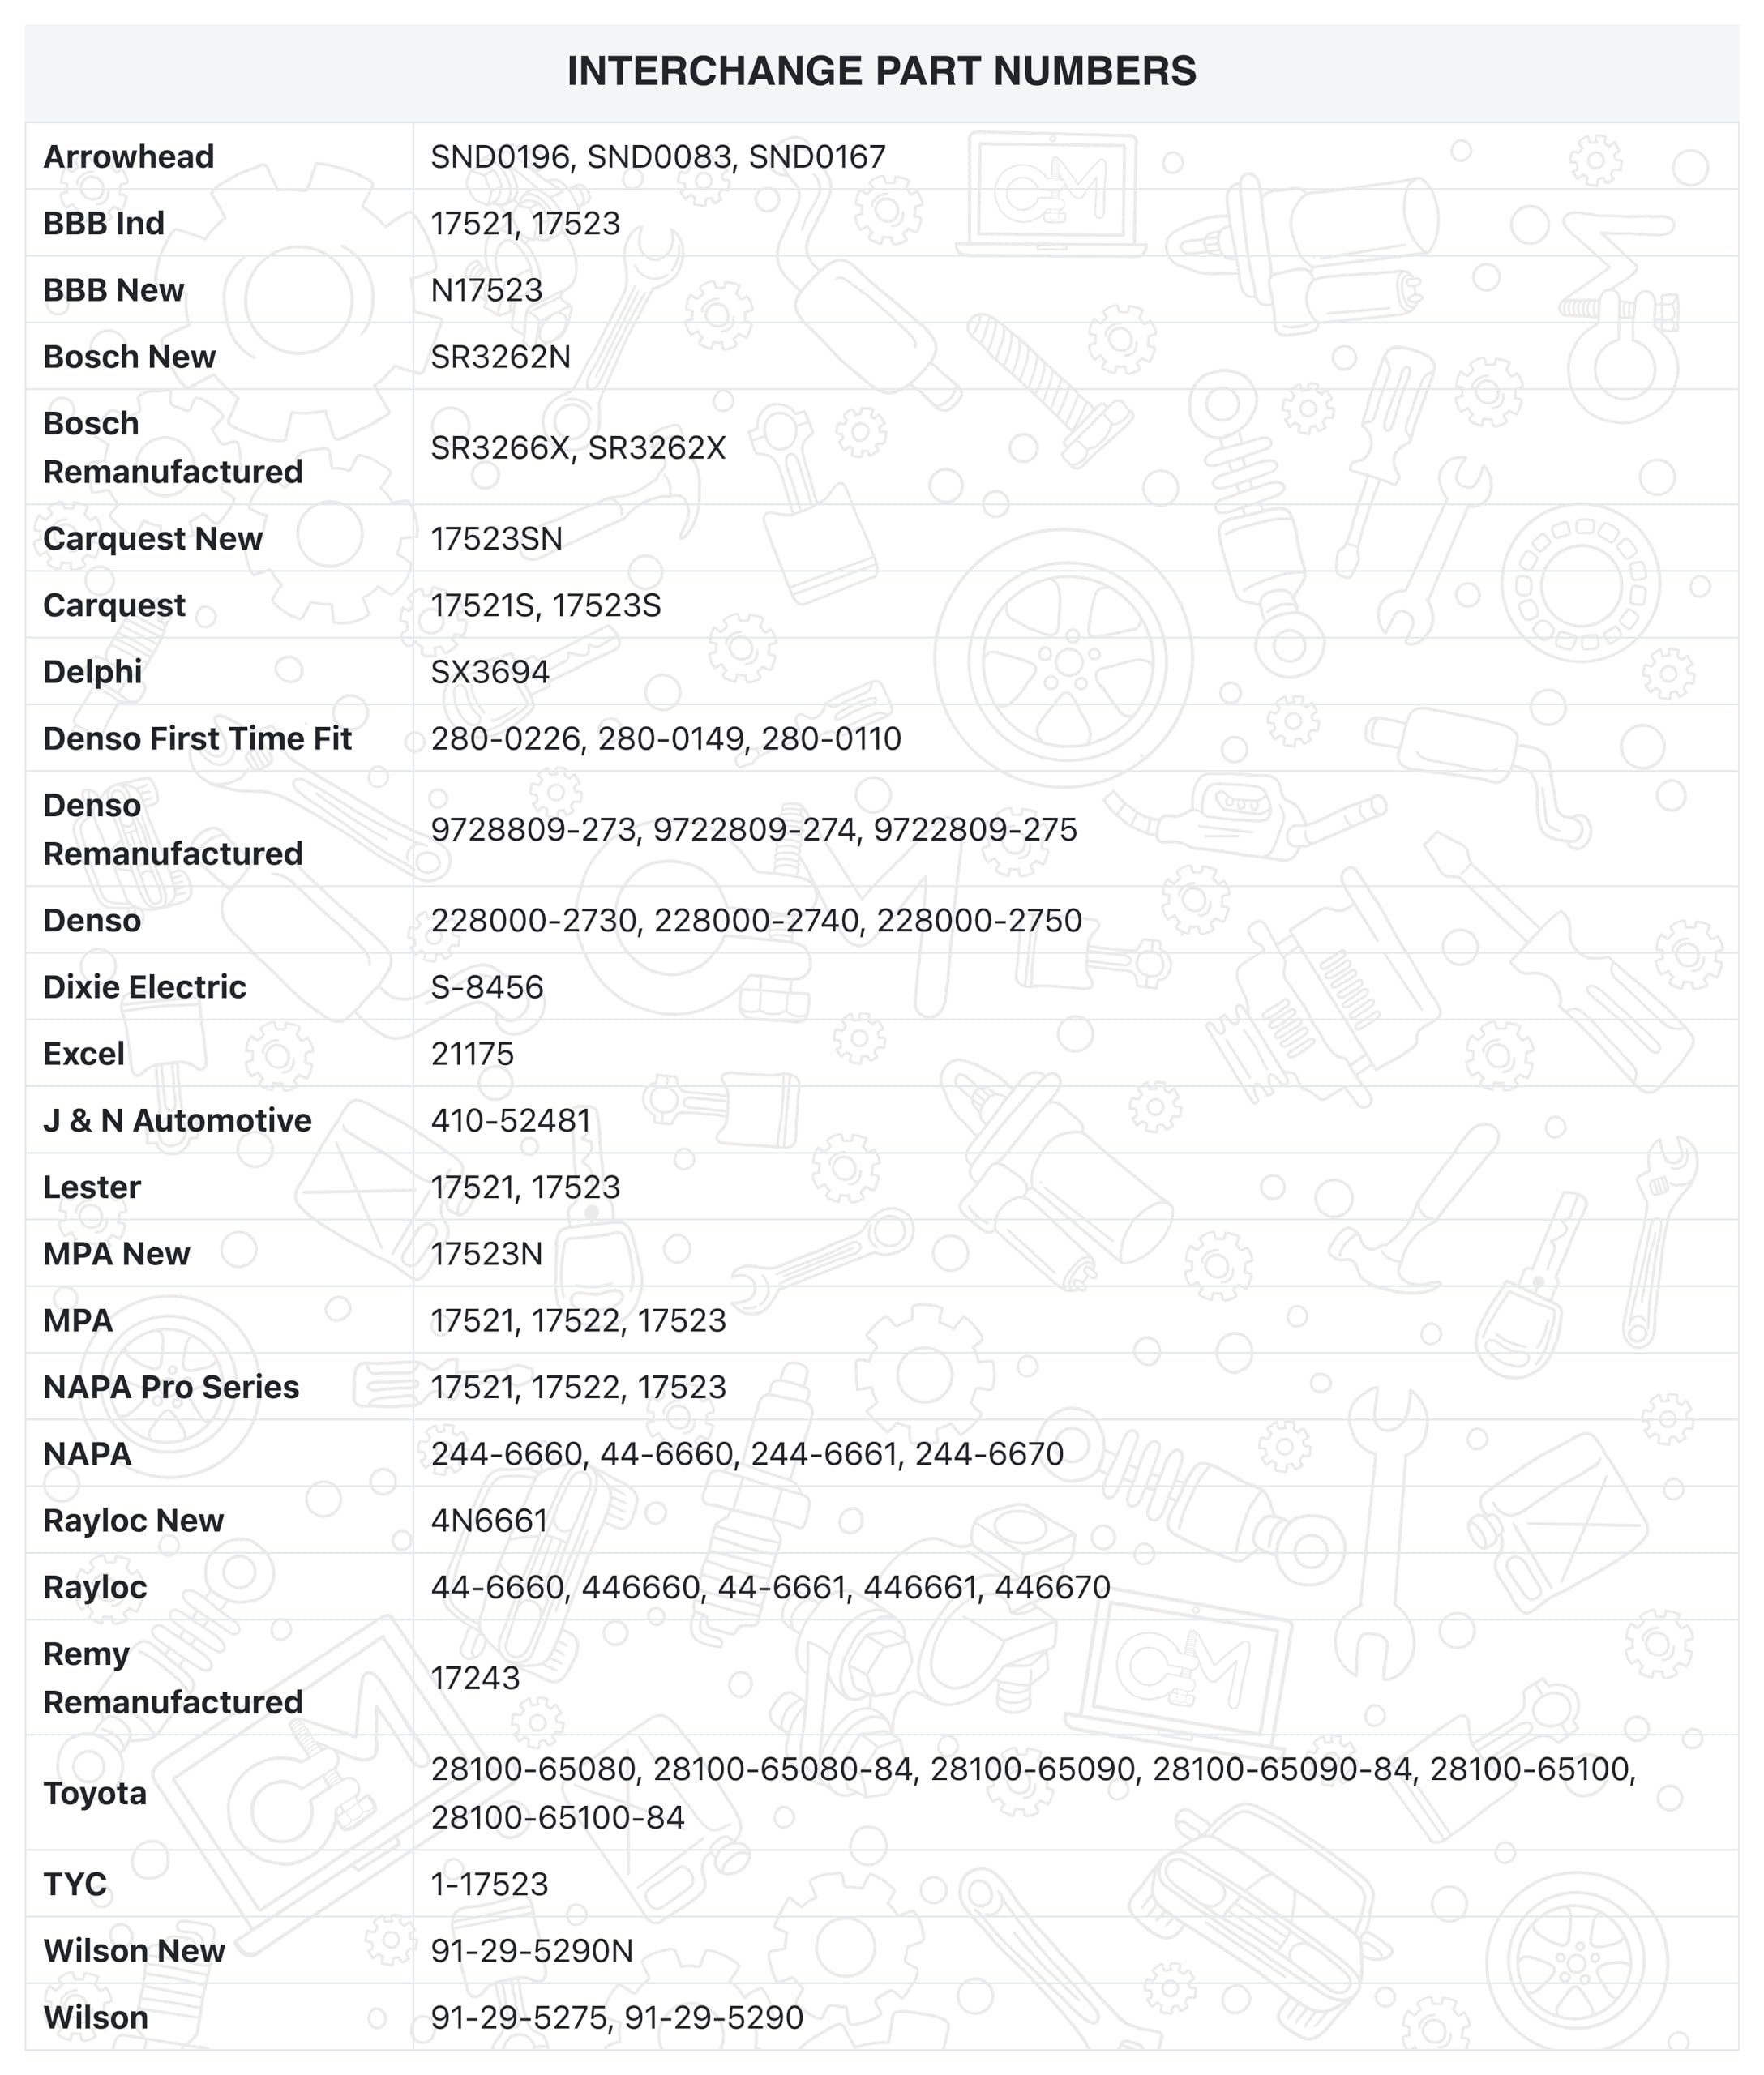 INTERCHANGE PART NUMBERS
Arrowhead SND0196, SND0083, SND0167
BBB Ind 17521, 17523
BBB New N17523
Bosch New SR3262N
Bosch
Remanufactured
SR3266X, SR3262X
Carquest New 17523SN
Carquest 17521S, 17523S
Delphi SX3694
Denso First Time Fit 280-0226, 280-0149, 280-0110
Denso
Remanufactured
9728809-273, 9722809-274, 9722809-275
Denso 228000-2730, 228000-2740, 228000-2750
Dixie Electric S-8456
Excel 21175
J & N Automotive 410-52481
Lester 17521, 17523
MPA New 17523N
MPA 17521, 17522, 17523
NAPA Pro Series 17521, 17522, 17523
NAPA 244-6660, 44-6660, 244-6661, 244-6670
Rayloc New 4N6661
Rayloc 44-6660, 446660, 44-6661, 446661, 446670
Remy
Remanufactured
17243
Toyota
28100-65080, 28100-65080-84, 28100-65090, 28100-65090-84, 28100-65100,
28100-65100-84
TYC 1-17523
Wilson New 91-29-5290N
Wilson 91-29-5275, 91-29-5290